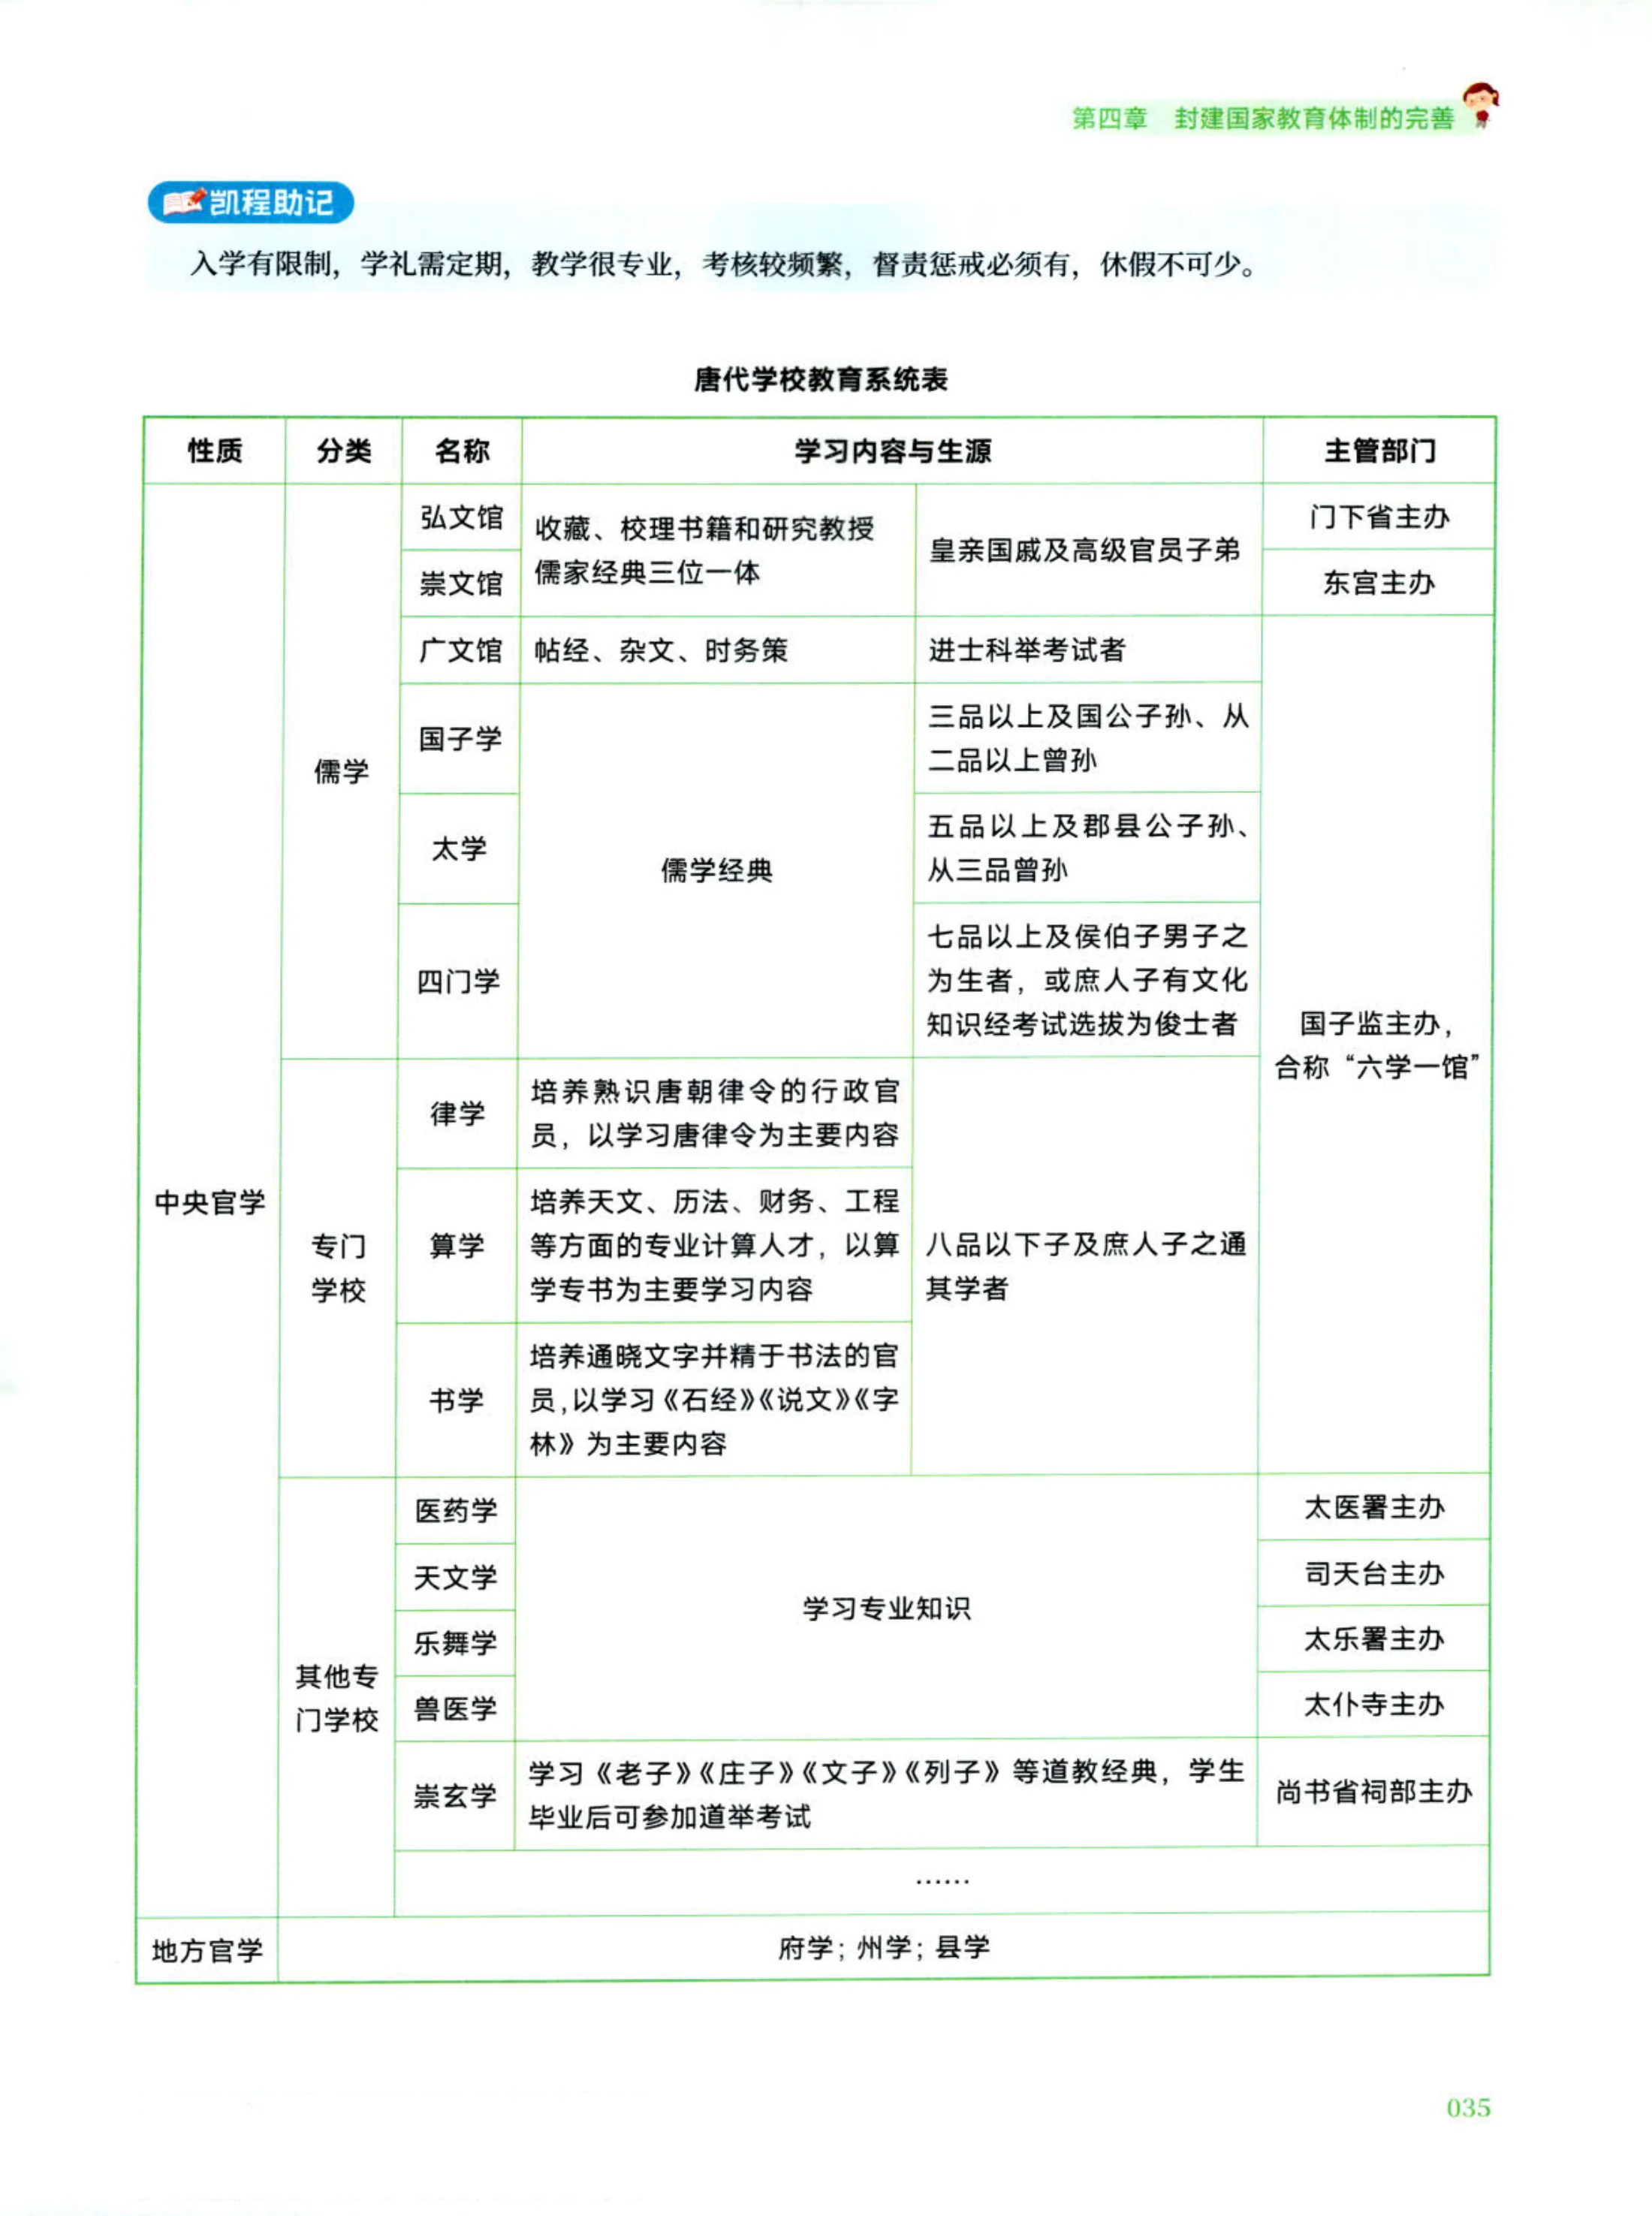 第四章 封建国家教育体制的完善
凯程助记
入学有限制，学礼需定期，教学很专业，考核较频繁，督责惩戒必须有，休假不可少。
唐代学校教育系统表
性质 分类 名称 学习内容与生源 主管部门
中央官学
儒学
弘文馆
崇文馆
收藏、校理书籍和研究教授
儒家经典三位一体
皇亲国戚及高级官员子弟
门下省主办
东宫主办
广文馆 帖经、杂文、时务策 进士科举考试者
国子学
三品以上及国公子孙、从
二品以上曾孙
太学
儒学经典
五品以上及郡县公子孙、
从三品曾孙
四门学
七品以上及侯伯子男子之
为生者，或庶人子有文化
知识经考试选拔为俊士者
国子监主办，
合称“六学一馆”
专门
学校
律学
培养熟识唐朝律令的行政官
员，以学习唐律令为主要内容
算学
培养天文、历法、财务、工程
等方面的专业计算人才，以算
学专书为主要学习内容
八品以下子及庶人子之通
其学者
书学
培养通晓文字并精于书法的官
员，以学习《石经》《说文》《字
林》为主要内容
其他专
门学校
医药学
天文学
乐舞学
兽医学
学习专业知识
太医署主办
司天台主办
太乐署主办
太仆寺主办
崇玄学
学习《老子》《庄子》《文子》《列子》等道教经典，学生
毕业后可参加道举考试
尚书省祠部主办
……
地方官学 府学；州学；县学
035